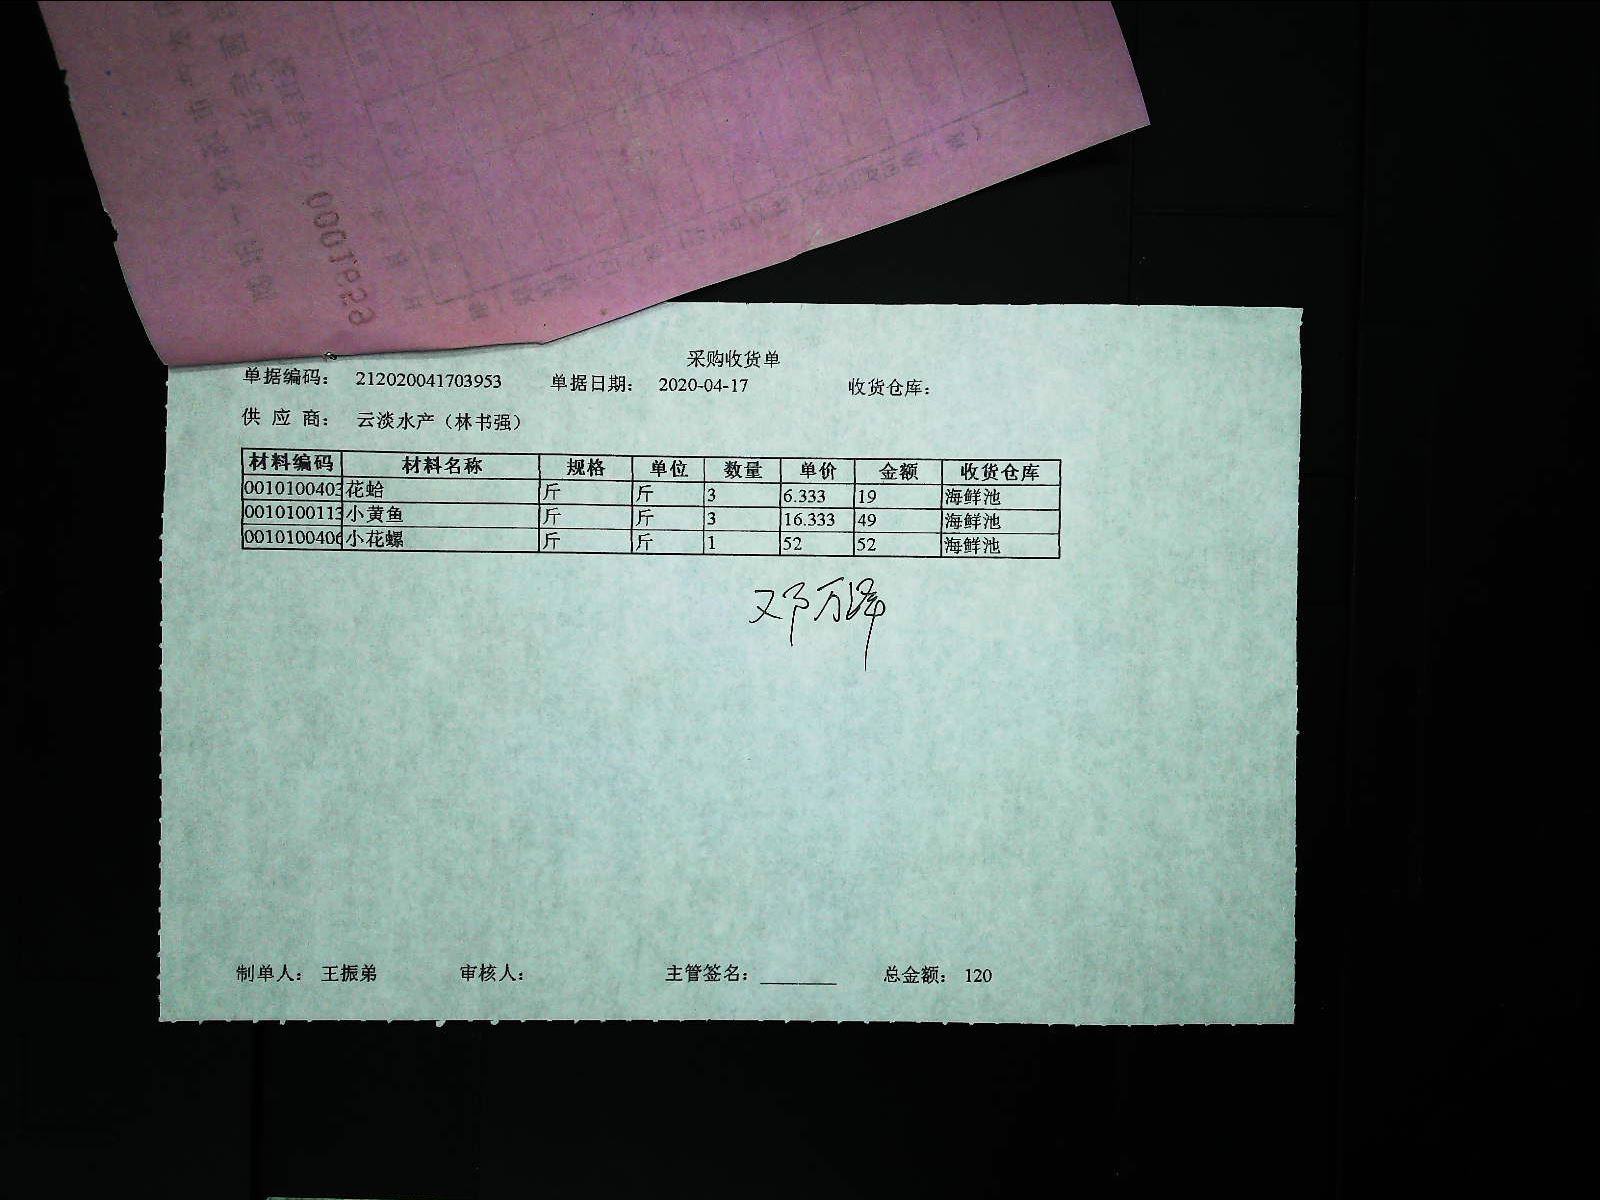 采购收货单
单据编码： 212020041703953 单据日期： 2020-04-17 收货仓库：
供 应 商： 云淡水产（林书强）
材料编码 材料名称 规格 单位 数量 单价 金额 收货仓库
0010100403 花蛤 斤 斤 3 6.333 19 海鲜池
0010100113 小黄鱼 斤 斤 3 16.333 49 海鲜池
0010100406 小花螺 斤 斤 1 52 52 海鲜池
邓万
制单人： 王振弟 审核人： 主管签名： 总金额： 120